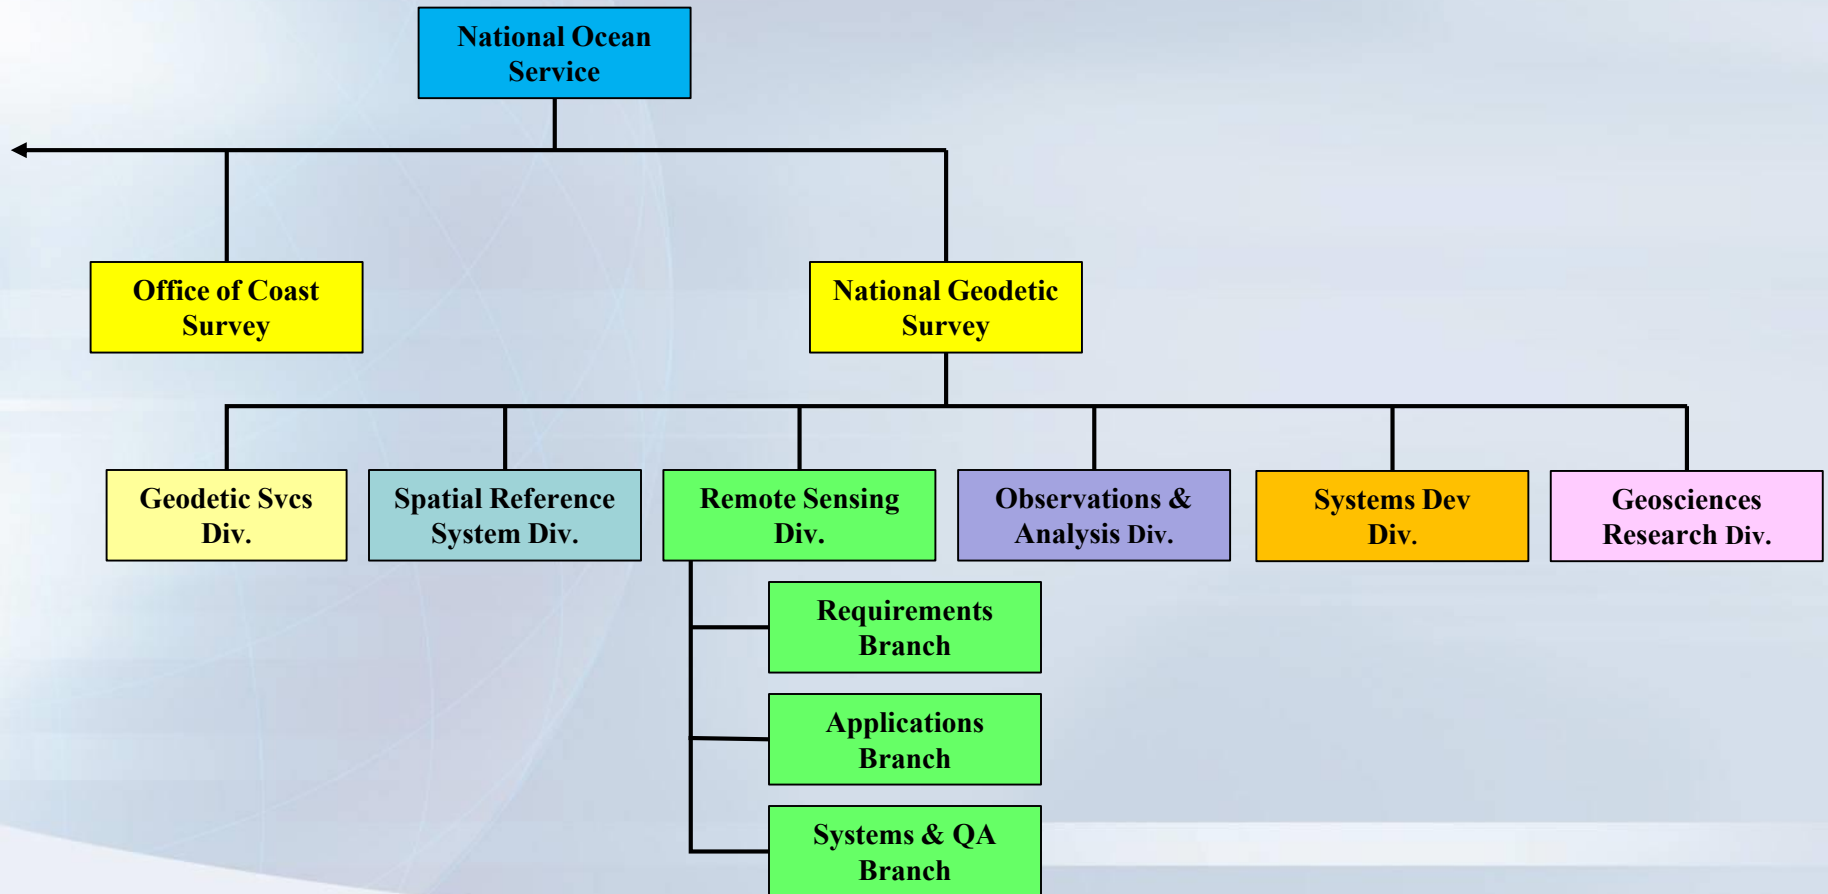 National Ocean
Service
Office of Coast
Survey
National Geodetic
Survey
Geodetic Svcs
Div.
Spatial Reference
System Div.
Remote Sensing
Div.
Observations &
Analysis Div.
Systems Dev
Div.
Geosciences
Research Div.
Requirements
Branch
Applications
Branch
Systems & QA
Branch